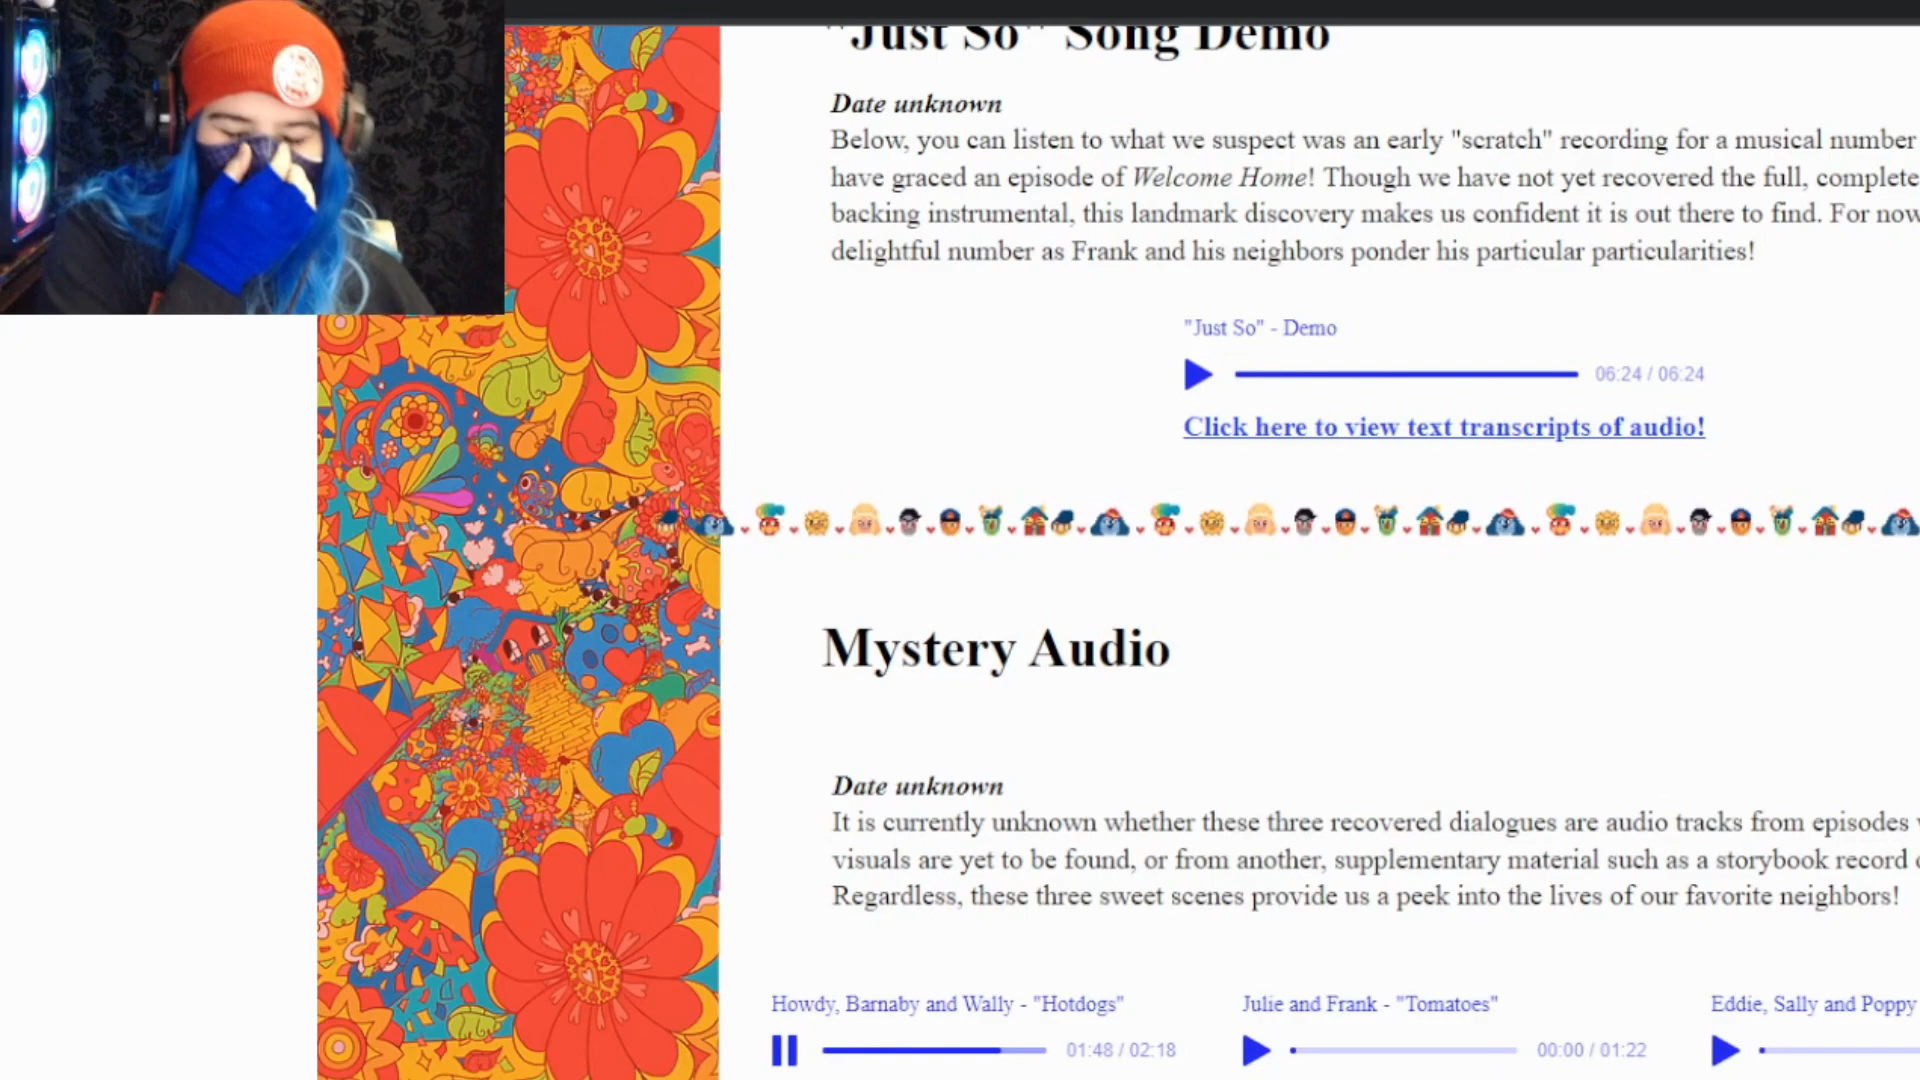 "Just So" Song Demo
Date unknown
Below, you can listen to what we suspect was an early "scratch" recording for a musical number
have graced an episode of Welcome Home! Though we have not yet recovered the full, complete
backing instrumental, this landmark discovery makes us confident it is out there to find. For now
delightful number as Frank and his neighbors ponder his particular particularities!
"Just So" - Demo
06:24 / 06:24
Click here to view text transcripts of audio!
Mystery Audio
Date unknown
It is currently unknown whether these three recovered dialogues are audio tracks from episodes
visuals are yet to be found, or from another, supplementary material such as a storybook record
Regardless, these three sweet scenes provide us a peek into the lives of our favorite neighbors!
Howdy, Barnaby and Wally - "Hotdogs"
01:48 / 02:18
Julie and Frank - "Tomatoes"
00:00 / 01:22
Eddie, Sally and Poppy